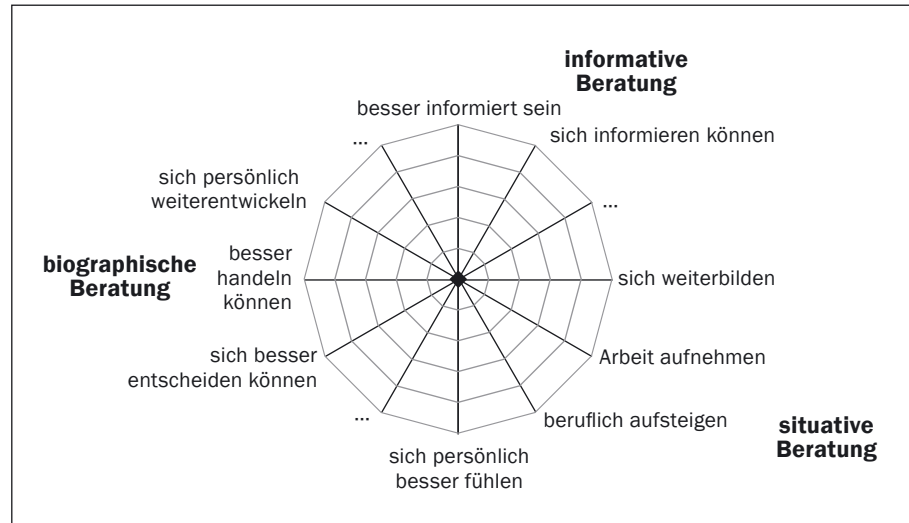 informative
Beratung
besser informiert sein
...
sich informieren können
sich persönlich
weiterentwickeln
...
biographische
Beratung
besser
handeln
können
sich weiterbilden
sich besser
entscheiden können
Arbeit aufnehmen
...
beruflich aufsteigen
situative
Beratung
sich persönlich
besser fühlen